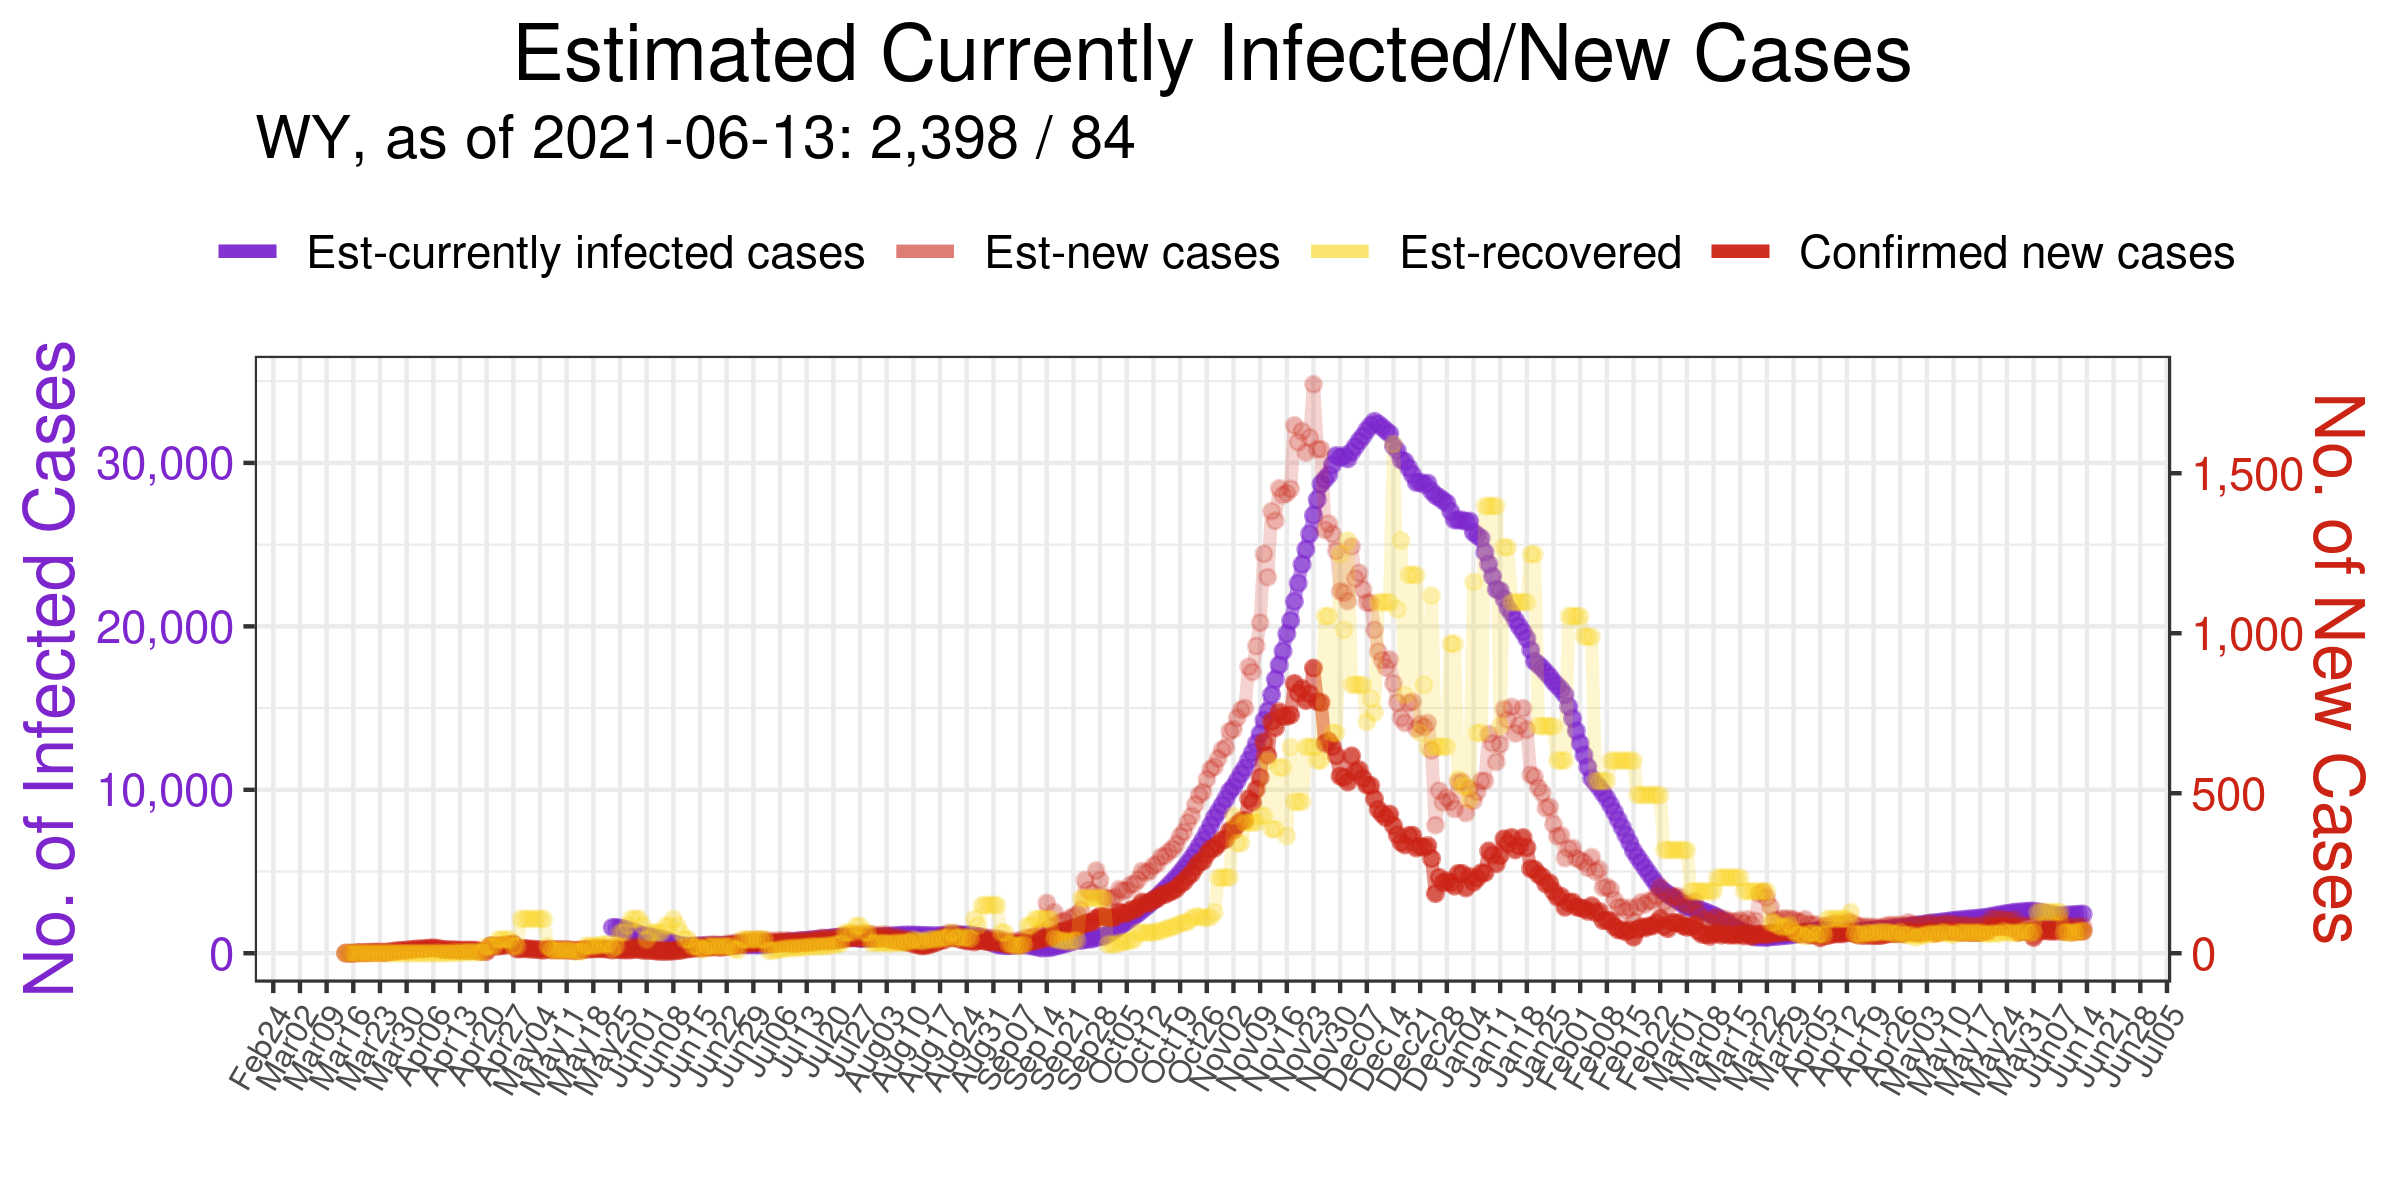 Estimated Currently Infected/New Cases
WY, as of 2021-06-13: 2,398 / 84
Est-currently infected cases
Est-new cases
Est-recovered
Confirmed new cases
No. of Infected Cases
30,000
20,000
10,000
0
1,500
1,000
500
0
No. of New Cases
Feb24
Mar02
Mar09
Mar16
Mar23
Mar30
Apr06
Apr13
Apr20
Apr27
May04
May11
May18
May25
Jun01
Jun08
Jun15
Jun22
Jun29
Jul06
Jul13
Jul20
Jul27
Aug03
Aug10
Aug17
Aug24
Aug31
Sep07
Sep14
Sep21
Sep28
Oct05
Oct12
Oct19
Oct26
Nov02
Nov09
Nov16
Nov23
Nov30
Dec07
Dec14
Dec21
Dec28
Jan04
Jan11
Jan18
Jan25
Feb01
Feb08
Feb15
Feb22
Mar01
Mar08
Mar15
Mar22
Mar29
Apr05
Apr12
Apr19
Apr26
May03
May10
May17
May24
May31
Jun07
Jun14
Jun21
Jun28
Jul05